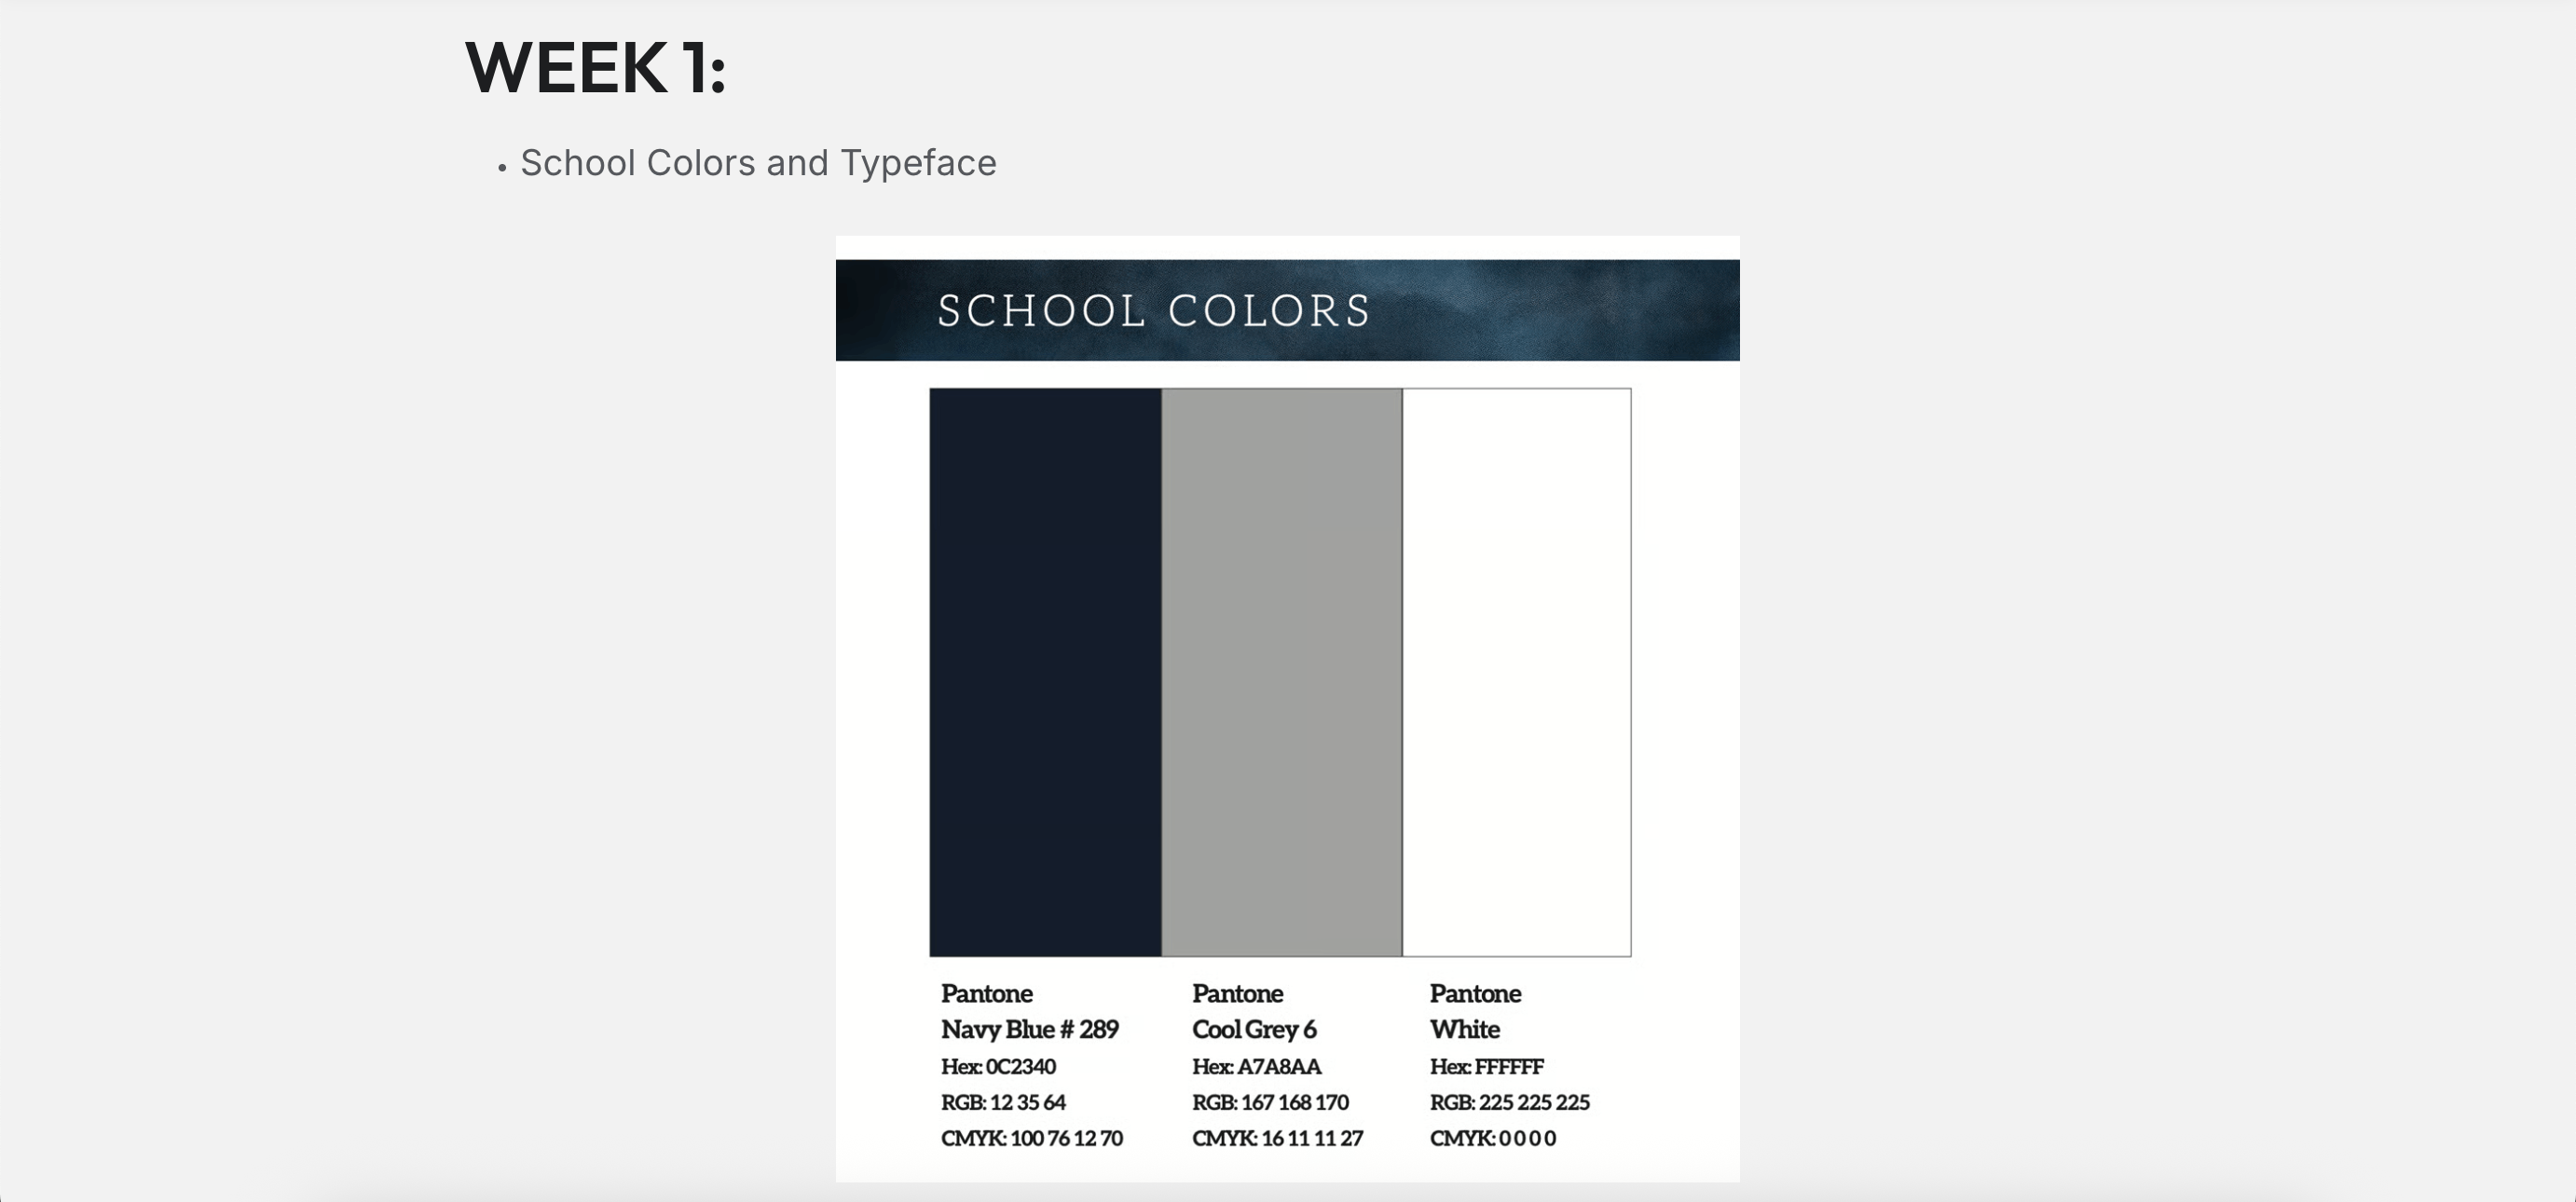 WEEK 1:
• School Colors and Typeface
SCHOOL COLORS
Pantone
Navy Blue # 289
Hex: 0C2340
RGB: 12 35 64
CMYK: 100 76 12 70
Pantone
Cool Grey 6
Hex: A7A8AA
RGB: 167 168 170
CMYK: 16 11 11 27
Pantone
White
Hex: FFFFFF
RGB: 225 225 225
CMYK: 0 0 0 0